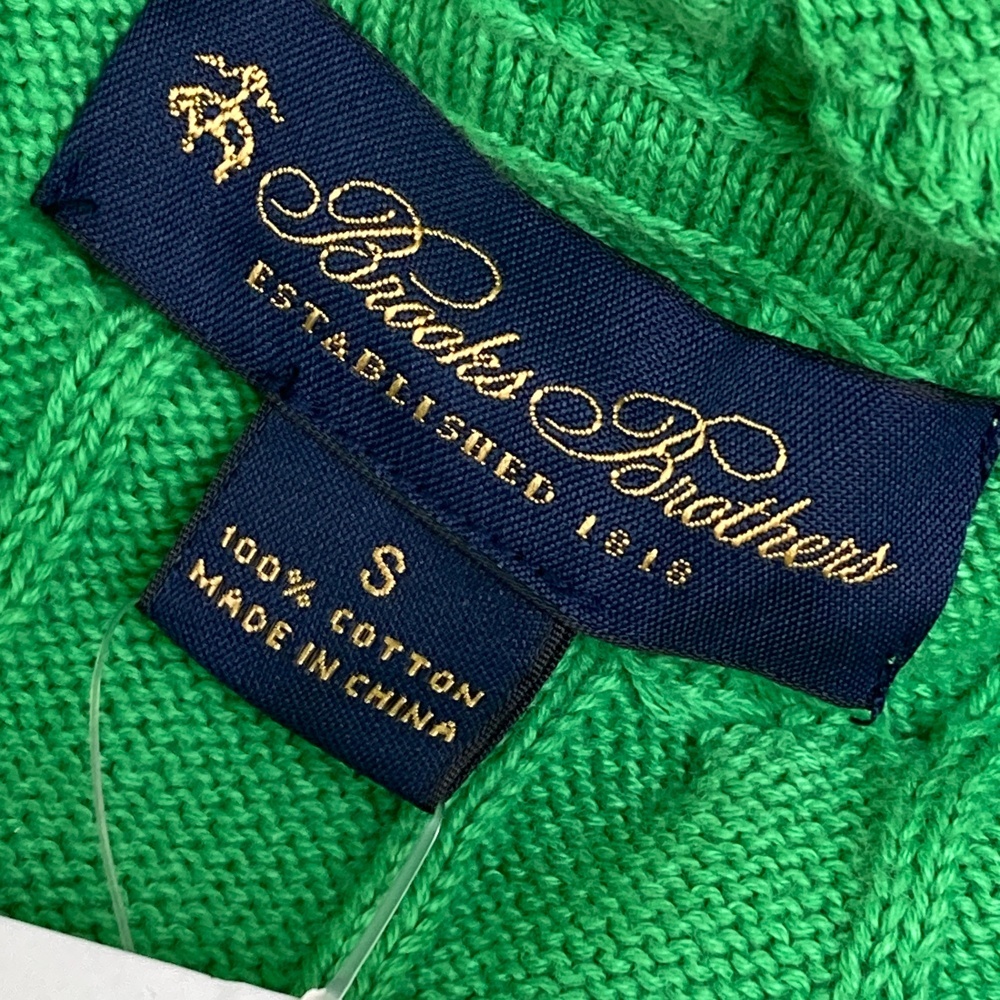 Brooks Brothers
ESTABLISHED 1818
S
100% COTTON
MADE IN CHINA